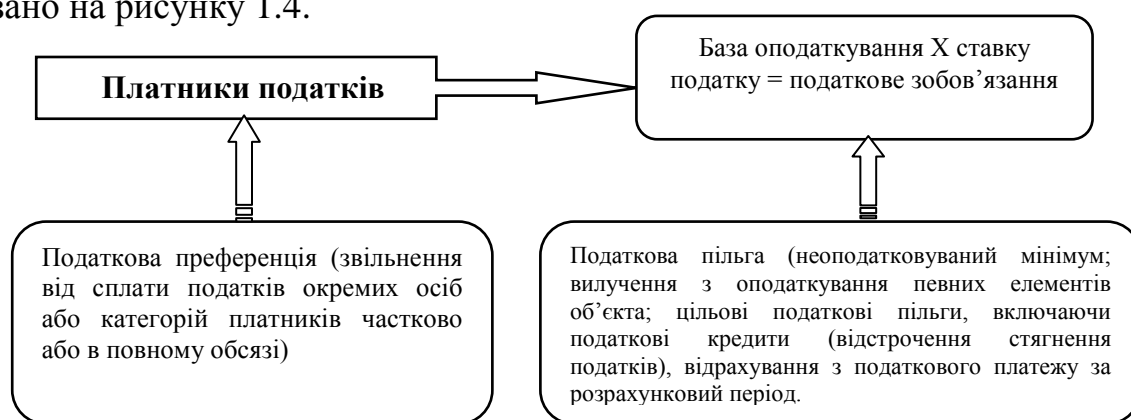 вано на рисунку 1.4.
База оподаткування Х ставку
податку = податкове зобов’язання
Платники податків
Податкова преференція (звільнення
від сплати податків окремих осіб
або категорій платників частково
або в повному обсязі)
Податкова пільга (неоподатковуваний мінімум;
вилучення з оподаткування певних елементів
об’єкта; цільові податкові пільги, включаючи
податкові кредити (відстрочення стягнення
податків), відрахування з податкового платежу за
розрахунковий період.